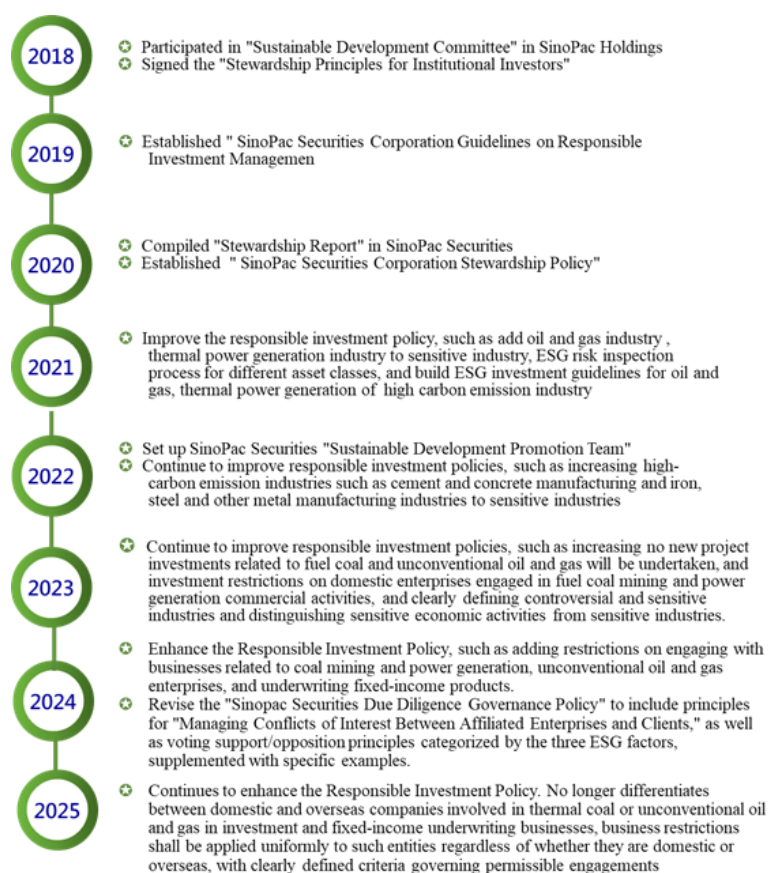 2018
Participated in "Sustainable Development Committee" in SinoPac Holdings
Signed the "Stewardship Principles for Institutional Investors"
2019
Established " SinoPac Securities Corporation Guidelines on Responsible
Investment Managemen
2020
Compiled "Stewardship Report" in SinoPac Securities
Established " SinoPac Securities Corporation Stewardship Policy"
2021
Improve the responsible investment policy, such as add oil and gas industry ,
thermal power generation industry to sensitive industry, ESG risk inspection
process for different asset classes, and build ESG investment guidelines for oil and
gas, thermal power generation of high carbon emission industry
2022
Set up SinoPac Securities "Sustainable Development Promotion Team"
Continue to improve responsible investment policies, such as increasing high-
carbon emission industries such as cement and concrete manufacturing and iron,
steel and other metal manufacturing industries to sensitive industries
2023
Continue to improve responsible investment policies, such as increasing no new project
investments related to fuel coal and unconventional oil and gas will be undertaken, and
investment restrictions on domestic enterprises engaged in fuel coal mining and power
generation commercial activities, and clearly defining controversial and sensitive
industries and distinguishing sensitive economic activities from sensitive industries.
2024
Enhance the Responsible Investment Policy, such as adding restrictions on engaging with
businesses related to coal mining and power generation, unconventional oil and gas
enterprises, and underwriting fixed-income products.
Revise the "Sinopac Securities Due Diligence Governance Policy" to include principles
for "Managing Conflicts of Interest Between Affiliated Enterprises and Clients," as well
as voting support/opposition principles categorized by the three ESG factors,
supplemented with specific examples.
2025
Continues to enhance the Responsible Investment Policy. No longer differentiates
between domestic and overseas companies involved in thermal coal or unconventional oil
and gas in investment and fixed-income underwriting businesses, business restrictions
shall be applied uniformly to such entities regardless of whether they are domestic or
overseas, with clearly defined criteria governing permissible engagements